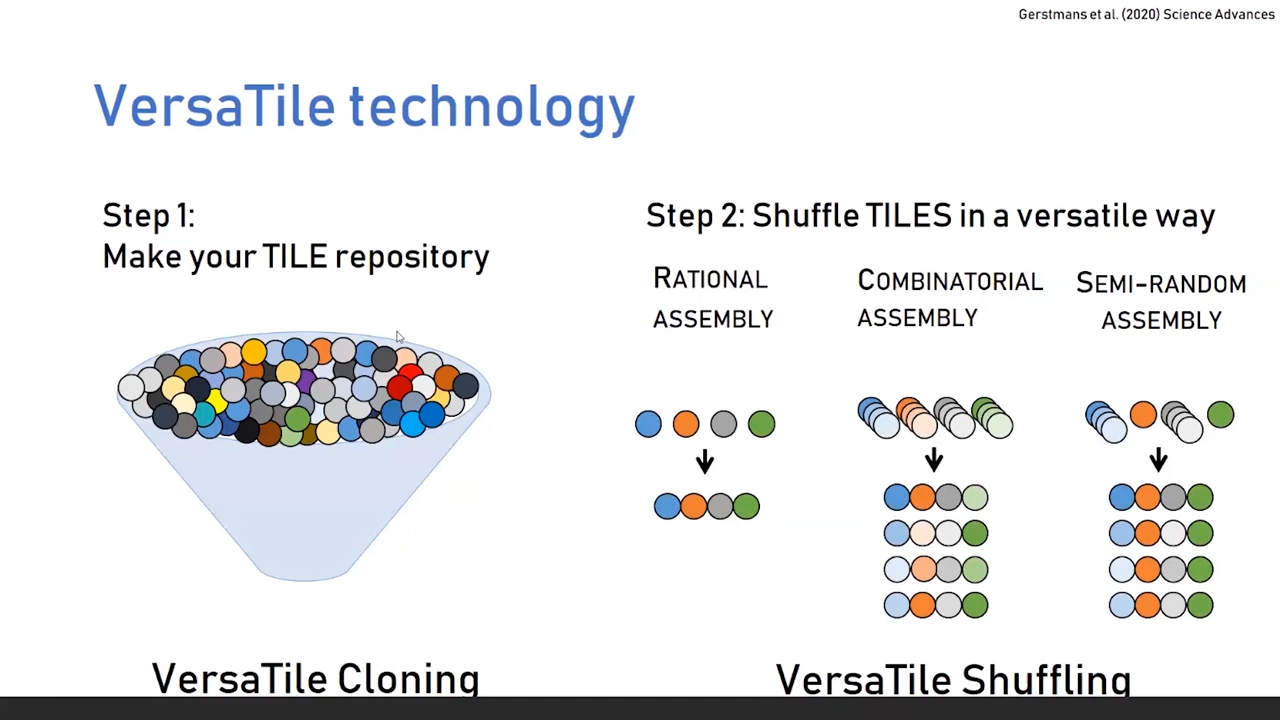 Gerstmans et al. (2020) Science Advances
VersaTile technology
Step 1:
Make your TILE repository
Step 2: Shuffle TILES in a versatile way
RATIONAL
ASSEMBLY
COMBINATORIAL
ASSEMBLY
SEMI-RANDOM
ASSEMBLY
VersaTile Cloning
VersaTile Shuffling